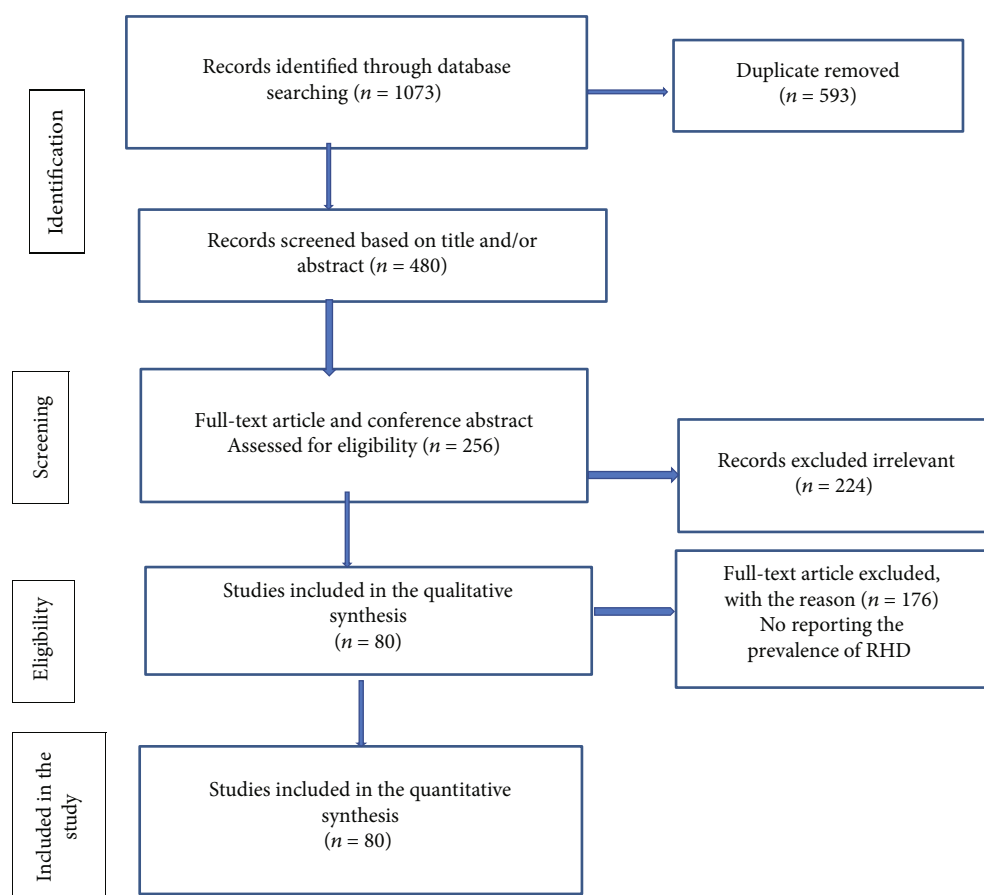 Identification
Records identified through database
searching (n = 1073)
Duplicate removed
(n = 593)
Records screened based on title and/or
abstract (n = 480)
Screening
Full-text article and conference abstract
Assessed for eligibility (n = 256)
Records excluded irrelevant
(n = 224)
Eligibility
Studies included in the qualitative
synthesis
(n = 80)
Full-text article excluded,
with the reason (n = 176)
No reporting the
prevalence of RHD
Included in the
study
Studies included in the quantitative
synthesis
(n = 80)